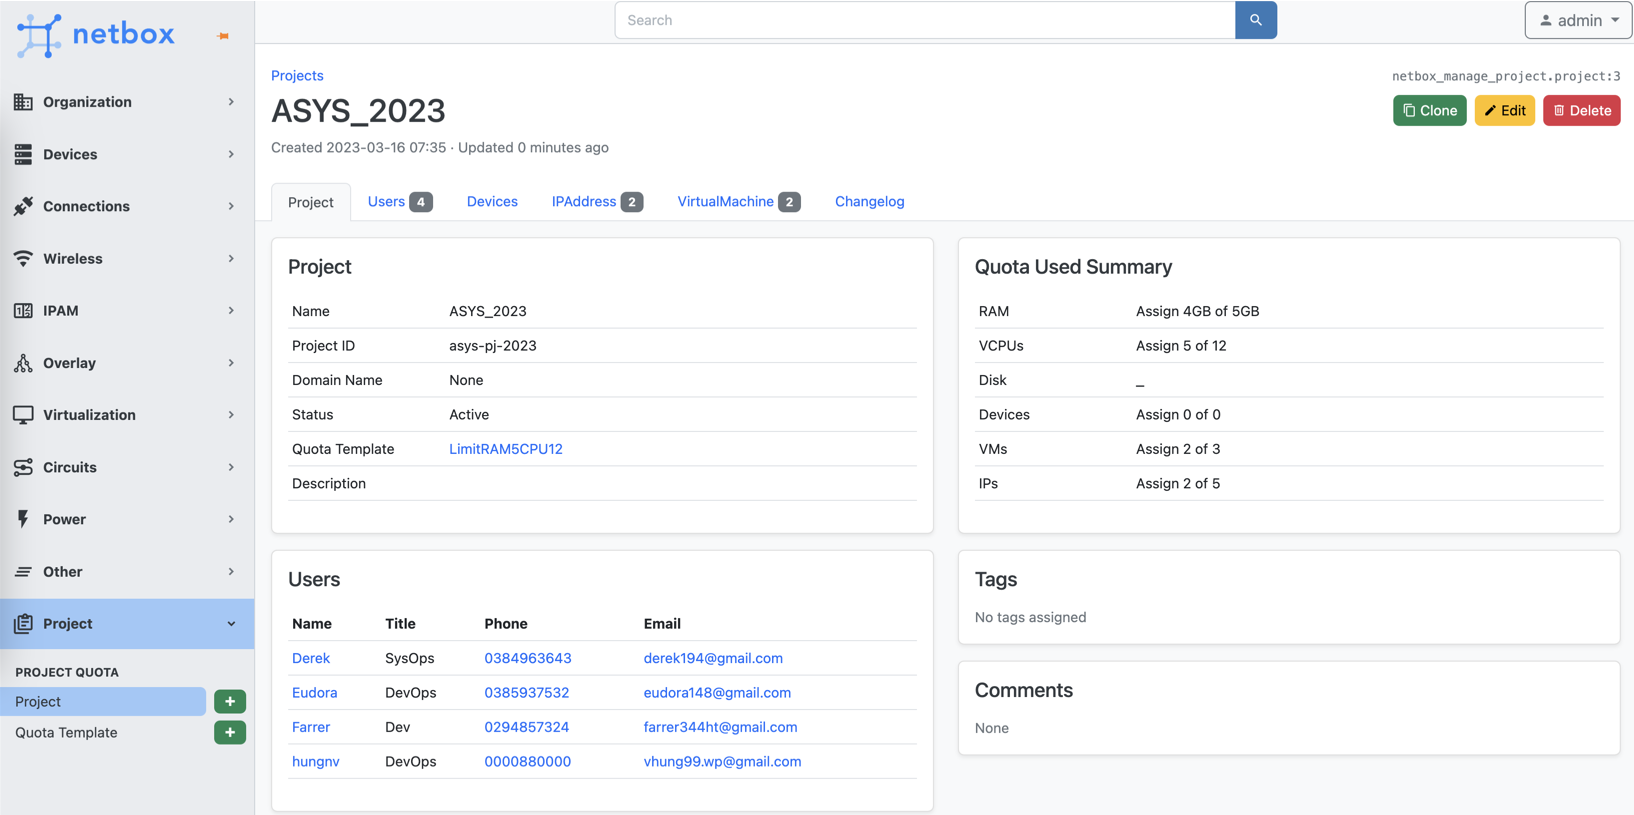 netbox
Search
admin
Organization
Devices
Connections
Wireless
IPAM
Overlay
Virtualization
Circuits
Power
Other
Project
PROJECT QUOTA
Project
Quota Template
Projects
netbox_manage_project.project:3
ASYS_2023
Clone Edit Delete
Created 2023-03-16 07:35 · Updated 0 minutes ago
Project Users 4 Devices IPAddress 2 VirtualMachine 2 Changelog
Project
Name ASYS_2023
Project ID asys-pj-2023
Domain Name None
Status Active
Quota Template LimitRAM5CPU12
Description
Quota Used Summary
RAM Assign 4GB of 5GB
VCPUs Assign 5 of 12
Disk _
Devices Assign 0 of 0
VMs Assign 2 of 3
IPs Assign 2 of 5
Users
Name Title Phone Email
Derek SysOps 0384963643 derek194@gmail.com
Eudora DevOps 0385937532 eudora148@gmail.com
Farrer Dev 0294857324 farrer344ht@gmail.com
hungnv DevOps 0000880000 vhung99.wp@gmail.com
Tags
No tags assigned
Comments
None